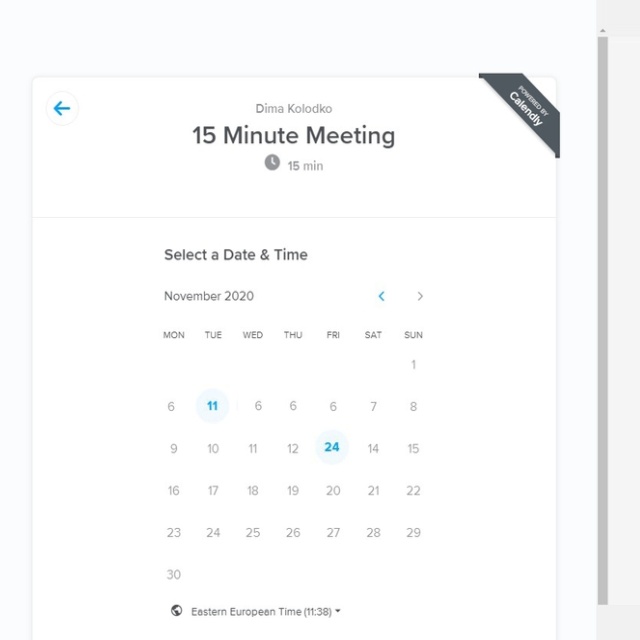 POWERED BY
Calendly
Dima Kolodko
15 Minute Meeting
15 min
Select a Date & Time
November 2020
MON TUE WED THU FRI SAT SUN
1
6 11 6 6 6 7 8
9 10 11 12 24 14 15
16 17 18 19 20 21 22
23 24 25 26 27 28 29
30
Eastern European Time (11:38)